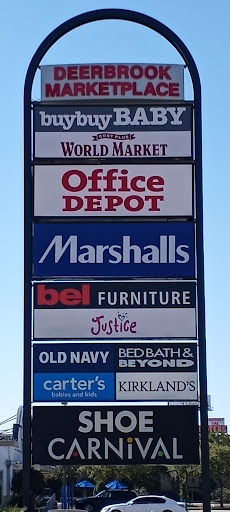 DEERBROOK
MARKETPLACE
buybuy BABY
COST PLUS
WORLD MARKET
Office
DEPOT
Marshalls
bel FURNITURE
Justice
OLD NAVY
BED BATH &
BEYOND
carter's
babies and kids
KIRKLAND'S
SHOE
CARNIVAL